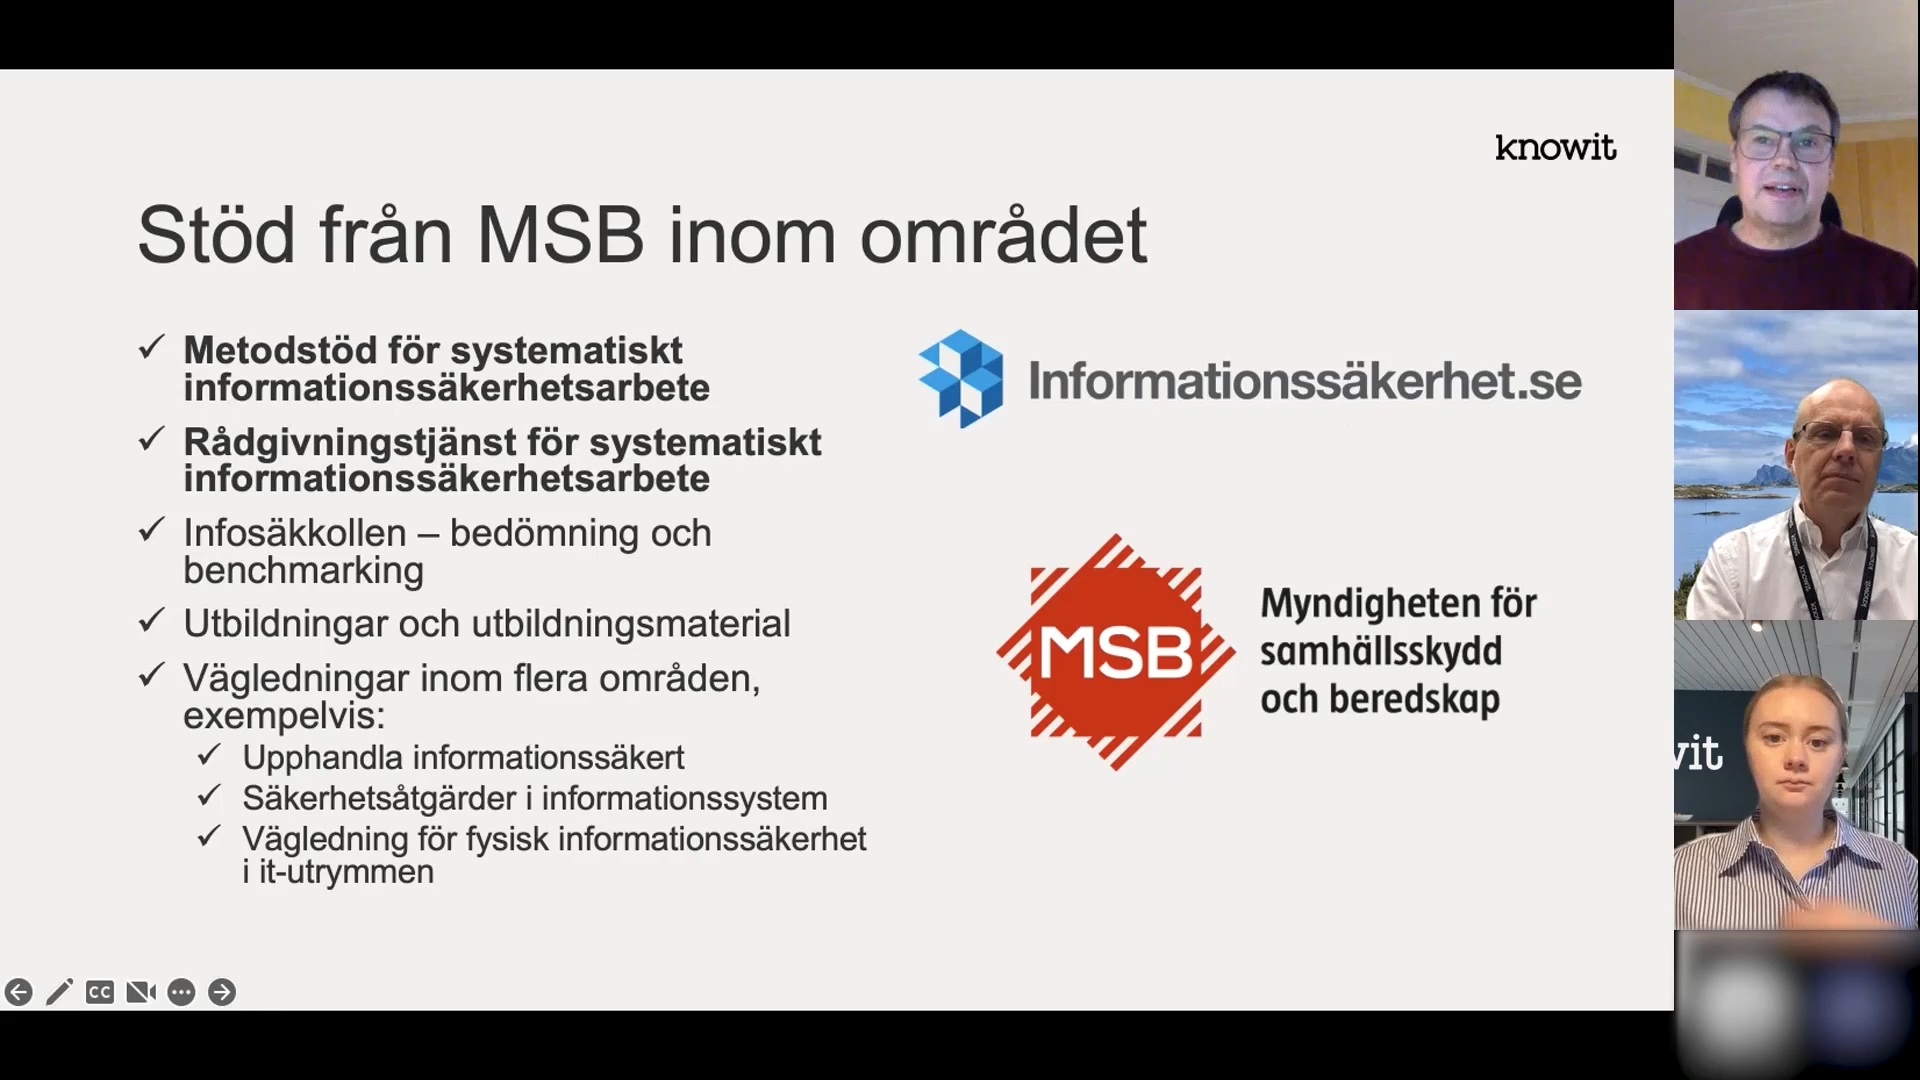 knowit
Stöd från MSB inom området
Metodstöd för systematiskt
informationssäkerhetsarbete
Rådgivningstjänst för systematiskt
informationssäkerhetsarbete
Infosäkkollen – bedömning och
benchmarking
Utbildningar och utbildningsmaterial
Vägledningar inom flera områden,
exempelvis:
Upphandla informationssäkert
Säkerhetsåtgärder i informationssystem
Vägledning för fysisk informationssäkerhet
i it-utrymmen
Informationssäkerhet.se
MSB
Myndigheten för
samhällsskydd
och beredskap
CC
vit